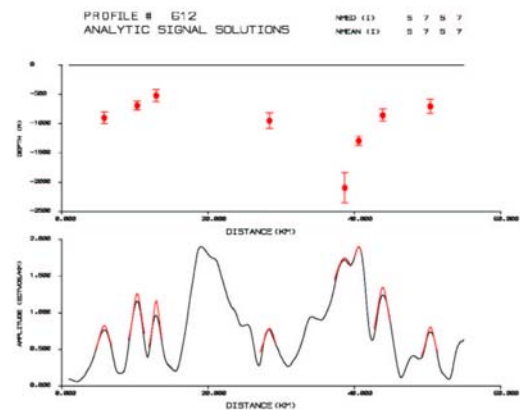 PROFILE # G12
ANALYTIC SIGNAL SOLUTIONS
NMED (I) 5 7 5 7
NMEAN (I) 5 7 5 7
0
-500
-1000
-1500
-2000
-2500
DEPTH (M)
0.000 20.000 40.000 60.000
DISTANCE (KM)
2.000
1.500
1.000
0.500
0.000
AMPLITUDE
0.000 20.000 40.000 60.000
DISTANCE (KM)